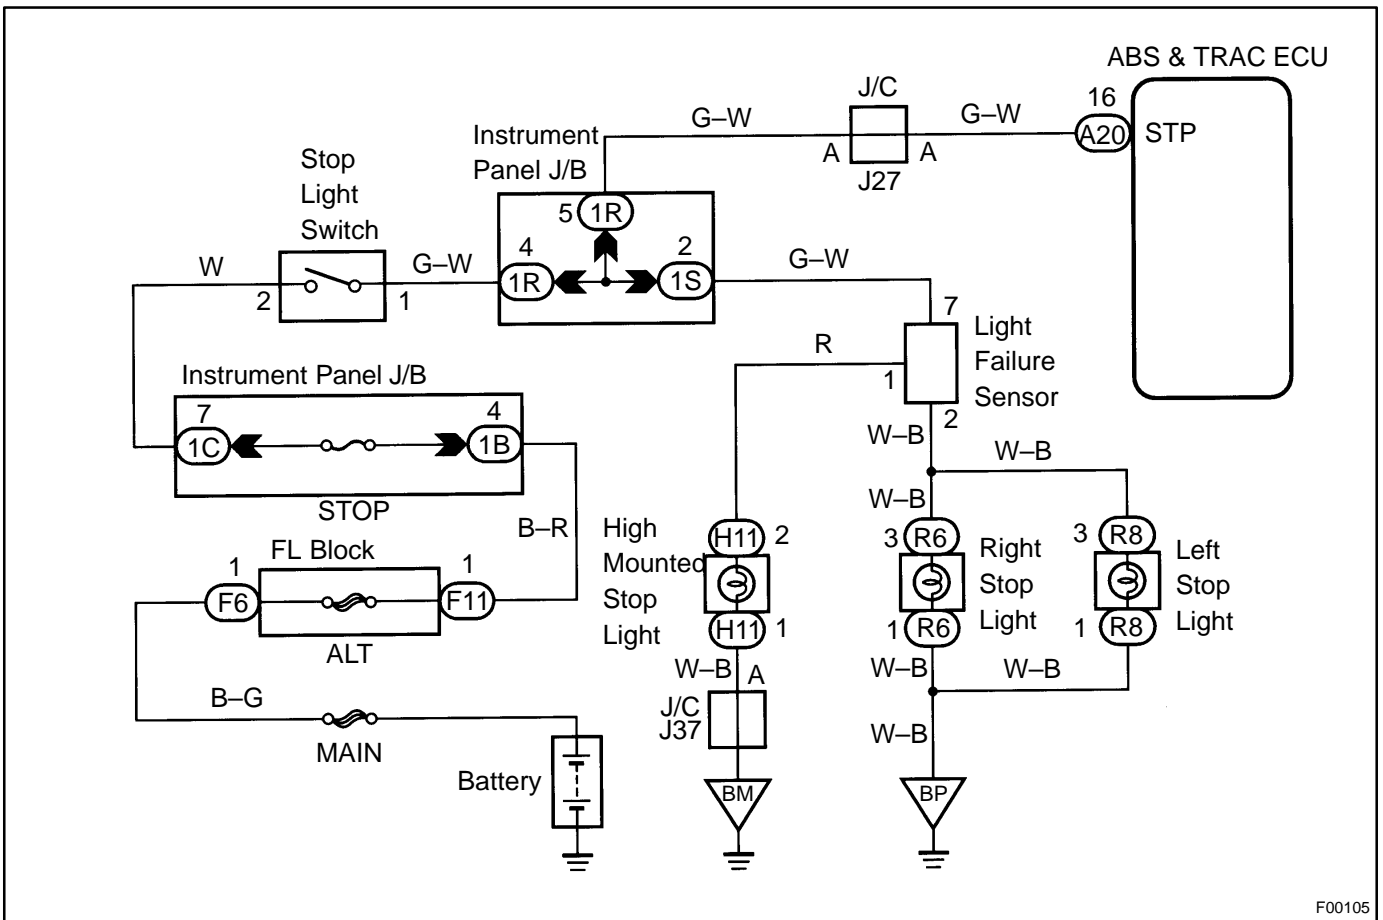 ABS & TRAC ECU
J/C
16
G–W
G–W
A20
STP
Instrument
Panel J/B
A
A
J27
Stop
Light
Switch
5
1R
4
2
W
G–W
1R
1S
G–W
2
1
7
Light
Failure
Sensor
R
1
2
Instrument Panel J/B
7
4
1C
1B
STOP
W–B
W–B
W–B
B–R
High
Mounted
Stop
Light
H11
2
3
R6
Right
Stop
Light
3
R8
Left
Stop
Light
FL Block
1
1
F6
F11
ALT
H11
1
1
R6
1
R8
W–B
A
W–B
W–B
B–G
J/C
J37
W–B
MAIN
Battery
BM
BP
F00105